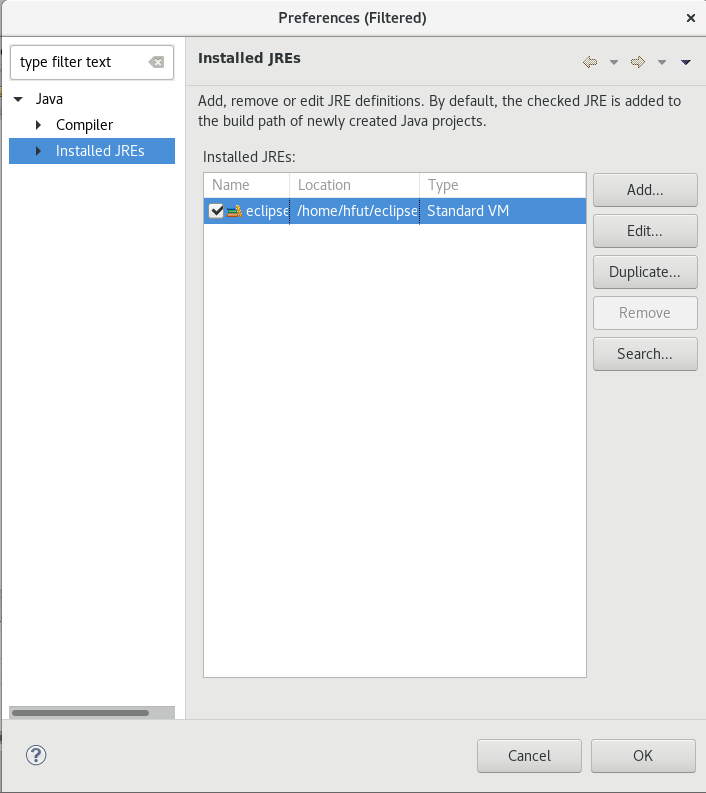 Preferences (Filtered)
type filter text
Java
Compiler
Installed JREs
Installed JREs
Add, remove or edit JRE definitions. By default, the checked JRE is added to
the build path of newly created Java projects.
Installed JREs:
Name Location Type
eclipse /home/hfut/eclipse Standard VM
Add...
Edit...
Duplicate...
Remove
Search...
Cancel OK